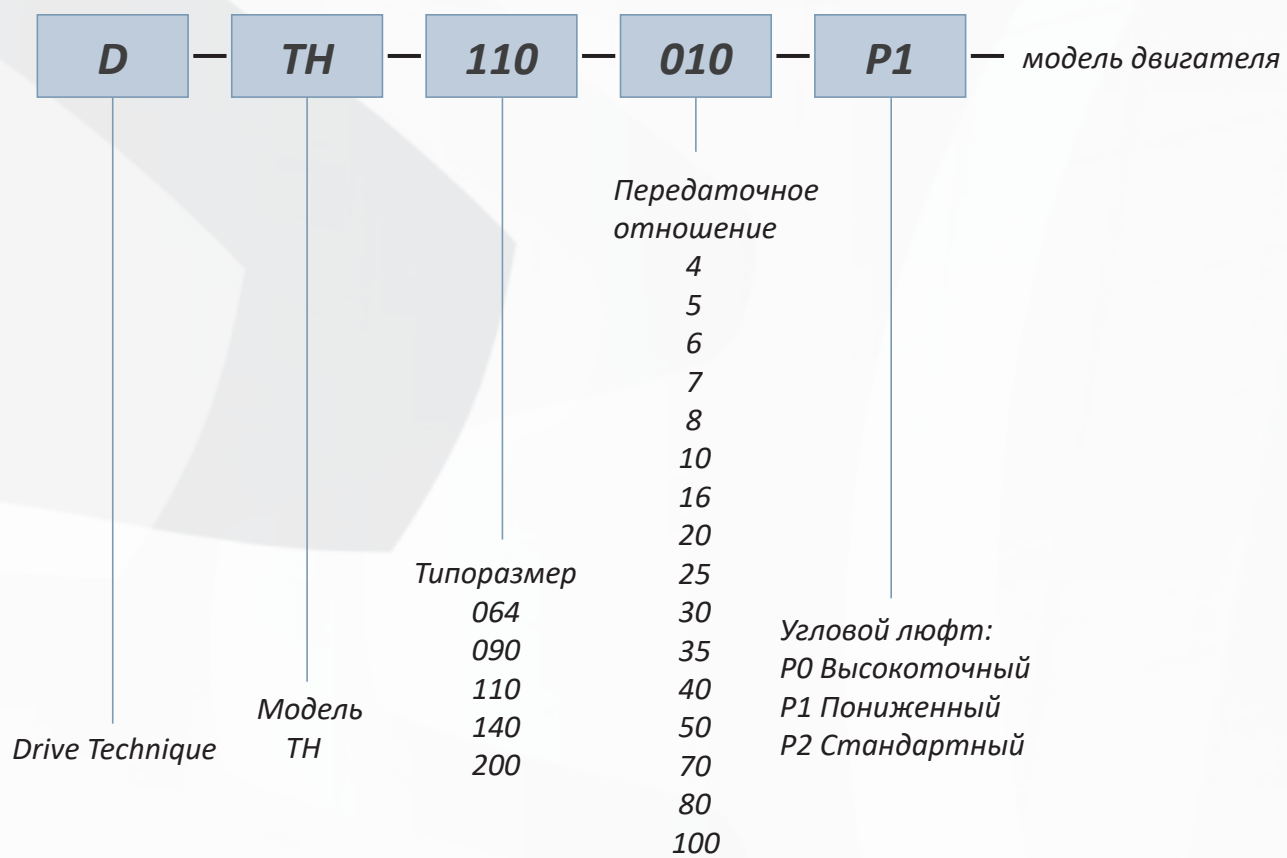 D — TH — 110 — 010 — P1 — модель двигателя
Передаточное
отношение
4
5
6
7
8
10
16
20
25
30
35
40
50
70
80
100
Типоразмер
064
090
110
140
200
Угловой люфт:
P0 Высокоточный
P1 Пониженный
P2 Стандартный
Модель
TH
Drive Technique